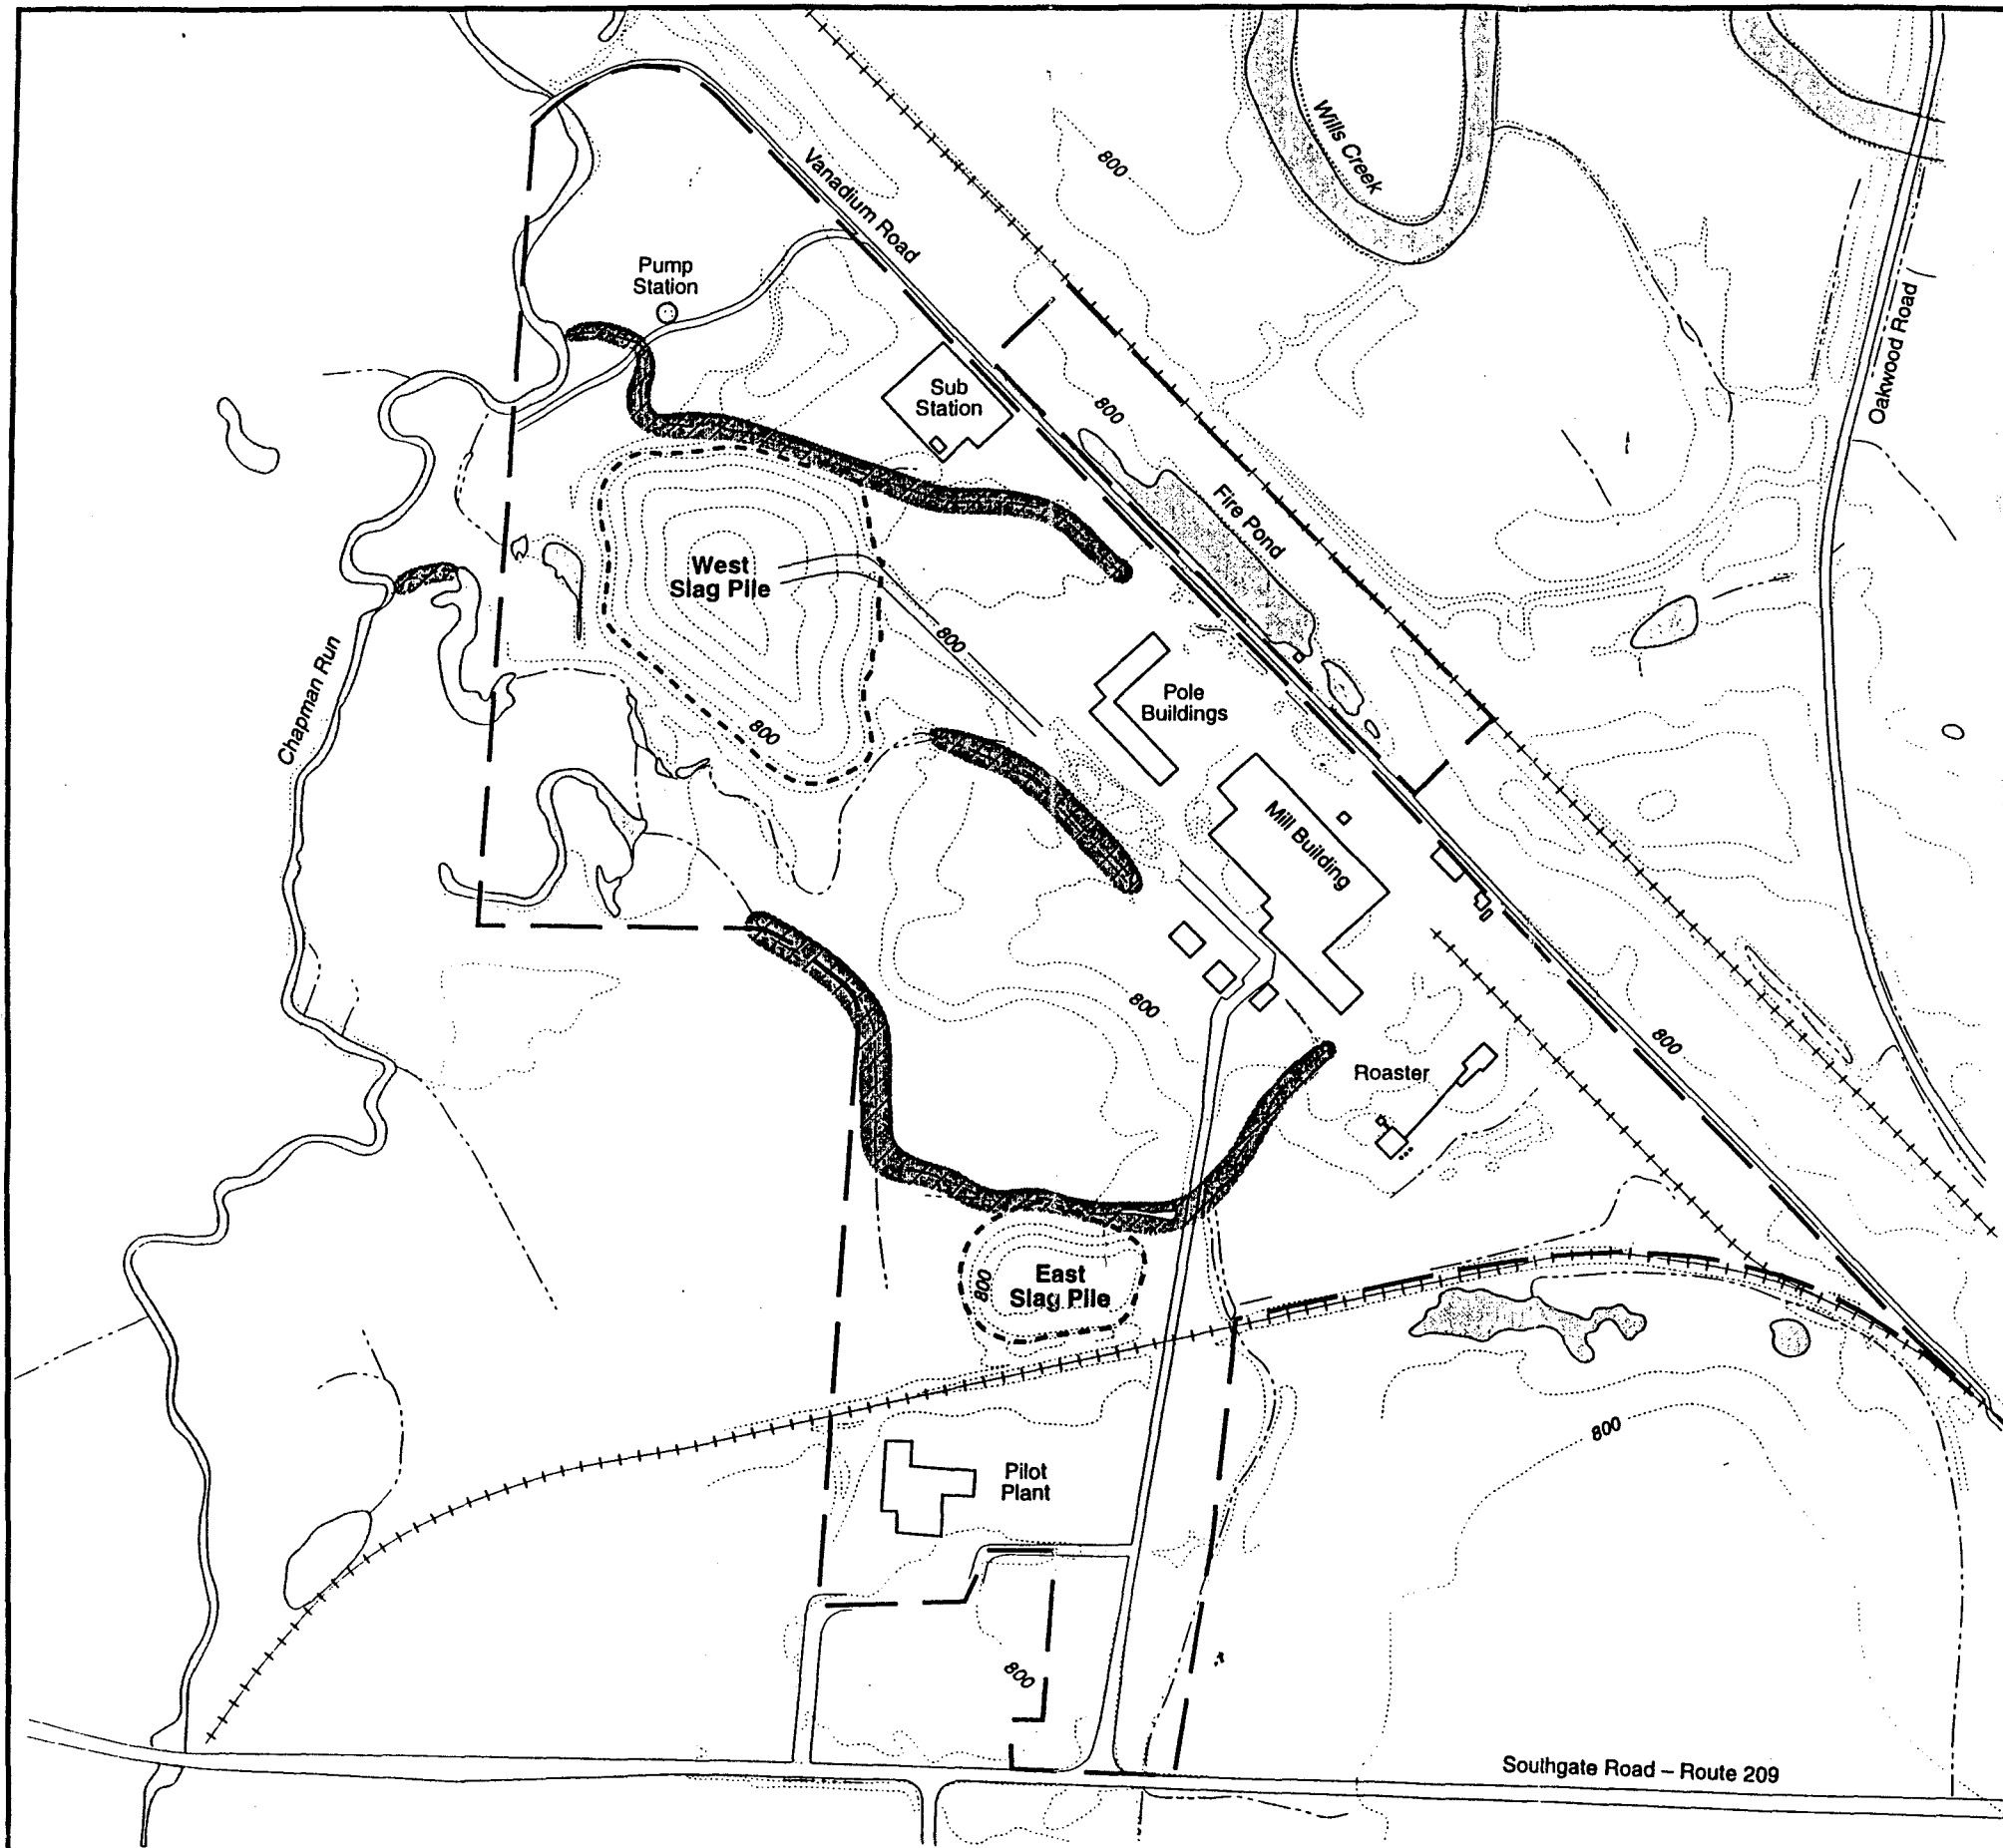 800
Wills Creek
Vanadium Road
Pump
Station
Oakwood Road
Sub
Station
800
Fire Pond
West
Slag Pile
800
Chapman Run
Pole
Buildings
800
Mill Building
800
800
Roaster
East
Slag Pile
800
800
Pilot
Plant
800
Southgate Road – Route 209